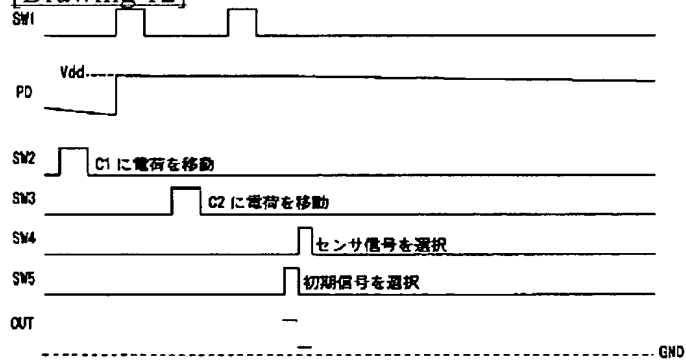 [Drawing 12]
SW1
Vdd
PD
SW2
C1 に電荷を移動
SW3
C2 に電荷を移動
SW4
センサ信号を選択
SW5
初期信号を選択
OUT
GND